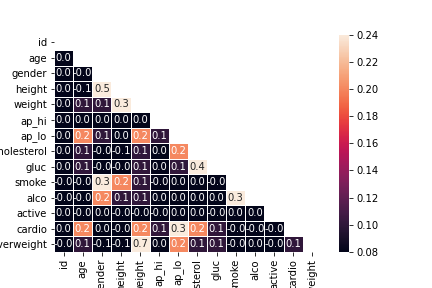 id
age 0.0
gender 0.0 -0.0
height 0.0 -0.1 0.5
weight 0.0 0.1 0.1 0.3
ap_hi 0.0 0.0 0.0 0.0 0.0
ap_lo 0.0 0.2 0.1 0.0 0.2 0.1
holesterol 0.0 0.1 -0.0 -0.1 0.1 0.0 0.2
gluc 0.0 0.1 -0.0 -0.0 0.1 0.0 0.1 0.4
smoke -0.0 -0.0 0.3 0.2 0.1 -0.0 0.0 0.0 -0.0
alco 0.0 -0.0 0.2 0.1 0.1 0.0 0.0 0.0 0.0 0.3
active 0.0 -0.0 0.0 -0.0 -0.0 -0.0 0.0 0.0 -0.0 0.0 0.0
cardio 0.0 0.2 0.0 -0.0 0.2 0.1 0.3 0.2 0.1 -0.0 -0.0 -0.0
verweight -0.0 0.1 -0.1 -0.1 0.7 0.0 0.2 0.1 0.1 -0.0 -0.0 -0.0 0.1
id age ender eight eight ap_hi ap_lo sterol gluc moke alco active ardio eight
0.24
0.22
0.20
0.18
0.16
0.14
0.12
0.10
0.08